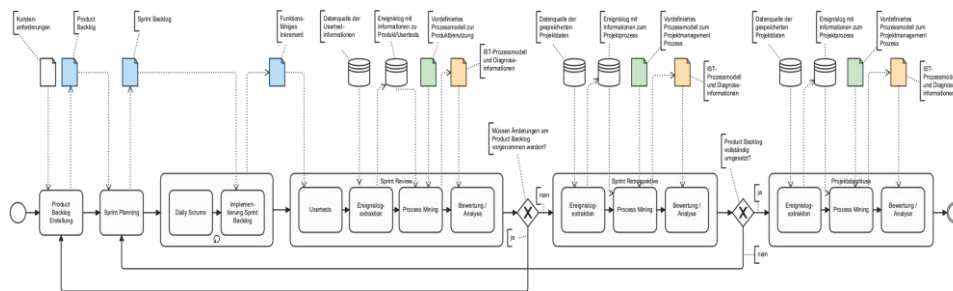 Kunden-
anforderungen
Product
Backlog
Sprint Backlog
Funktions-
fähiges
Inkrement
Datenquelle der
Usertest-
informationen
Ereignislog mit
Informationen zu
Produkt/Usertests
Vordefiniertes
Prozessmodell zur
Produktbenutzung
IST-Prozessmodell
und Diagnose-
informationen
Datenquelle der
gespeicherten
Projektdaten
Ereignislog mit
Informationen zum
Projektprozess
Vordefiniertes
Prozessmodell zum
Projektmanagement
Prozess
IST-
Prozessmodell
und Diagnose-
informationen
Datenquelle der
gespeicherten
Projektdaten
Ereignislog mit
Informationen zum
Projektprozess
Vordefiniertes
Prozessmodell zum
Projektmanagement
Prozess
IST-
Prozessmodell
und Diagnose-
informationen
Müssen Änderungen am
Product Backlog
vorgenommen werden?
Product Backlog
vollständig
umgesetzt?
Product
Backlog
Erstellung
Sprint Planning
Daily Scrums
Implemen-
tierung Sprint
Backlog
Sprint Review
Usertests
Ereignislog-
extraktion
Process Mining
Bewertung /
Analyse
nein
ja
Sprint Retrospektive
Ereignislog-
extraktion
Process Mining
Bewertung /
Analyse
ja
nein
Projektabschluss
Ereignislog-
extraktion
Process Mining
Bewertung /
Analyse